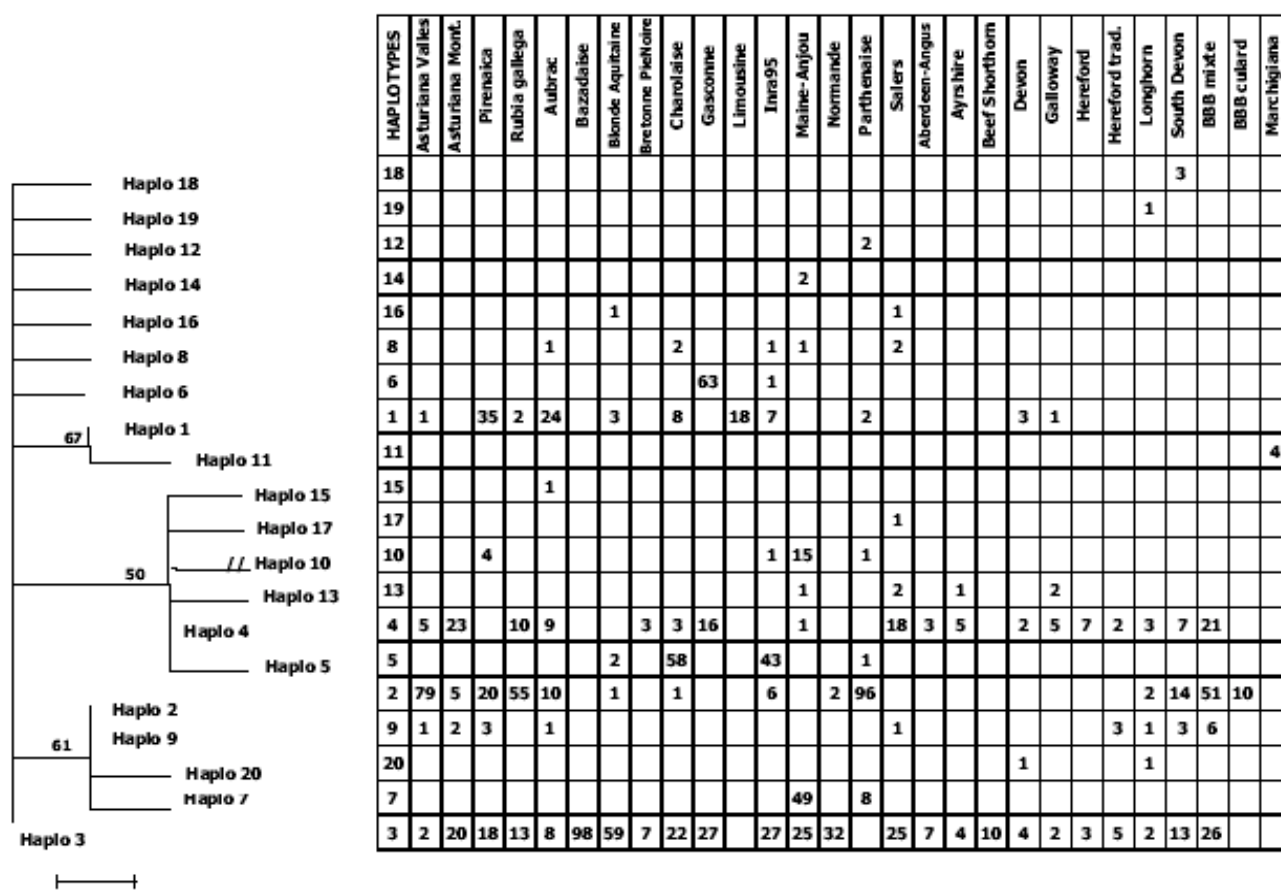 HAPLOTYPES Asturiana Valles Asturiana Mont. Pirenaica Rubia gallega Aubrac Bazadaise Blonde Aquitaine Bretonne PieNoire Charolaise Gasconne Limousine Inra95 Maine-Anjou Normande Parthenaise Salers Aberdeen-Angus Ayrshire Beef Shorthorn Devon Galloway Hereford Hereford trad. Longhorn South Devon BBB mixte BBB culard Marchigiana
Haplo 18 18 3
Haplo 19 19 1
Haplo 12 12 2
Haplo 14 14 2
Haplo 16 16 1 1
Haplo 8 8 1 2 1 1 2
Haplo 6 6 63 1
Haplo 1 1 1 35 2 24 3 8 18 7 2 3 1
67
Haplo 11 11 4
Haplo 15 15 1
Haplo 17 17 1
Haplo 10 10 4 1 15 1
50
Haplo 13 13 1 2 1 2
Haplo 4 4 5 23 10 9 3 3 16 1 18 3 5 2 5 7 2 3 7 21
Haplo 5 5 2 58 43 1
Haplo 2 2 79 5 20 55 10 1 1 6 2 96 2 14 51 10
Haplo 9 9 1 2 3 1 1 3 1 3 6
61
Haplo 20 20 1 1
Haplo 7 7 49 8
Haplo 3 3 2 20 18 13 8 98 59 7 22 27 27 25 32 25 7 4 10 4 2 3 5 2 13 26